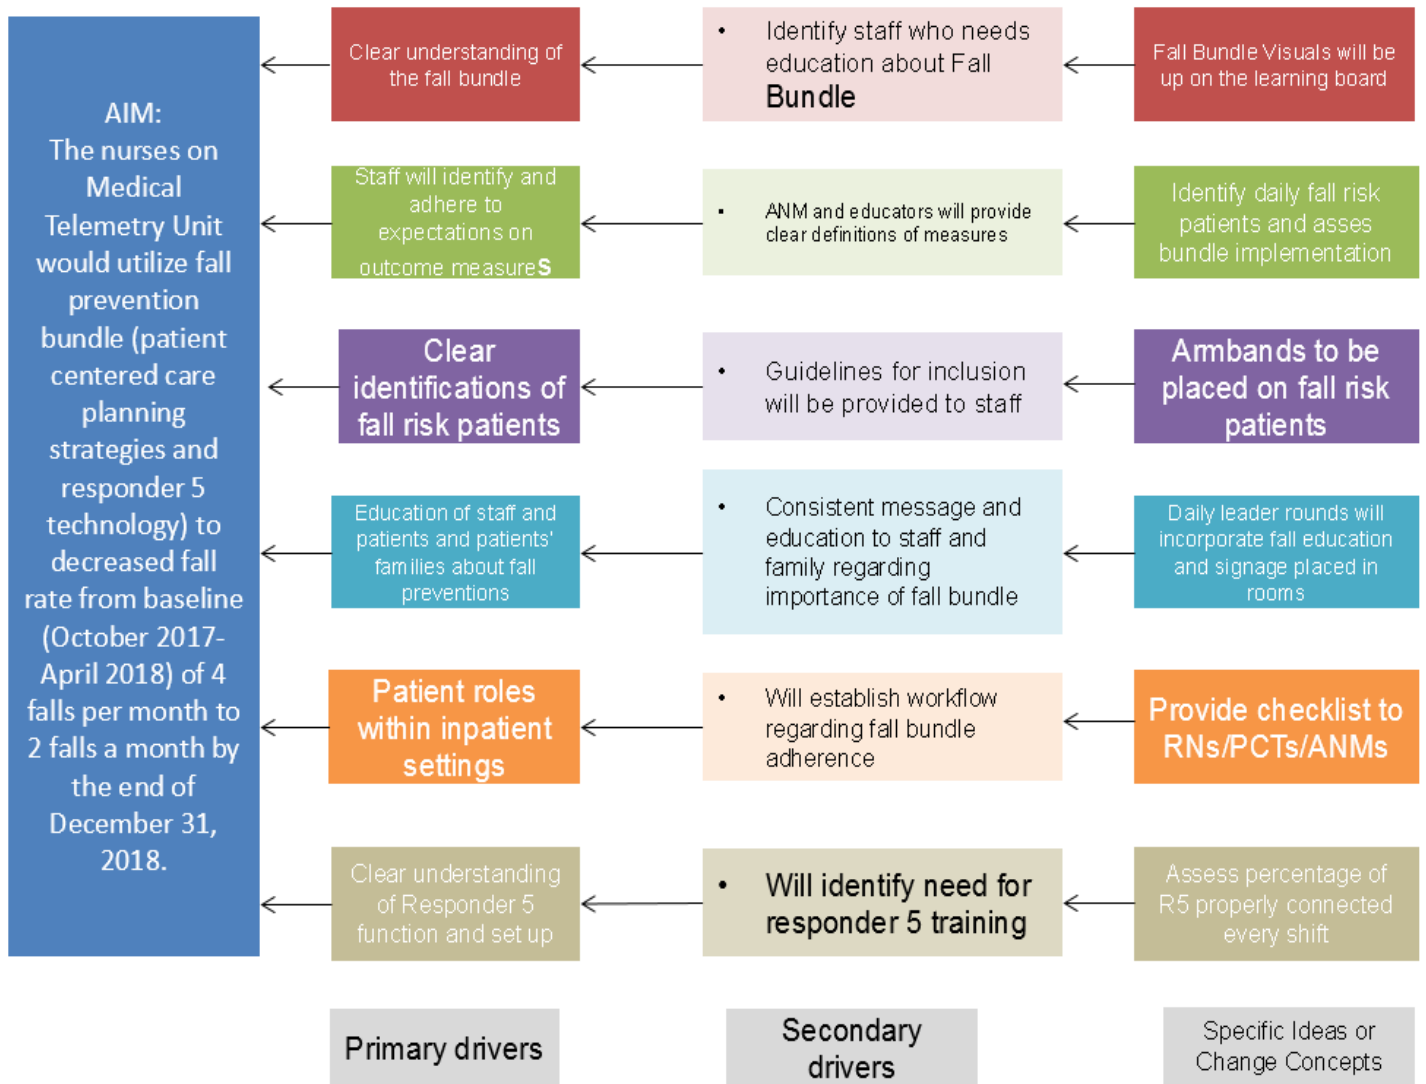 AIM:
The nurses on
Medical
Telemetry Unit
would utilize fall
prevention
bundle (patient
centered care
planning
strategies and
responder 5
technology) to
decreased fall
rate from baseline
(October 2017-
April 2018) of 4
falls per month to
2 falls a month by
the end of
December 31,
2018.
Clear understanding of
the fall bundle
• Identify staff who needs
education about Fall
Bundle
Fall Bundle Visuals will be
up on the learning board
Staff will identify and
adhere to
expectations on
outcome measures
• ANM and educators will provide
clear definitions of measures
Identify daily fall risk
patients and asses
bundle implementation
Clear
identifications of
fall risk patients
• Guidelines for inclusion
will be provided to staff
Armbands to be
placed on fall risk
patients
Education of staff and
patients and patients'
families about fall
preventions
• Consistent message and
education to staff and
family regarding
importance of fall bundle
Daily leader rounds will
incorporate fall education
and signage placed in
rooms
Patient roles
within inpatient
settings
• Will establish workflow
regarding fall bundle
adherence
Provide checklist to
RNs/PCTs/ANMs
Clear understanding
of Responder 5
function and set up
• Will identify need for
responder 5 training
Assess percentage of
R5 properly connected
every shift
Primary drivers
Secondary
drivers
Specific Ideas or
Change Concepts